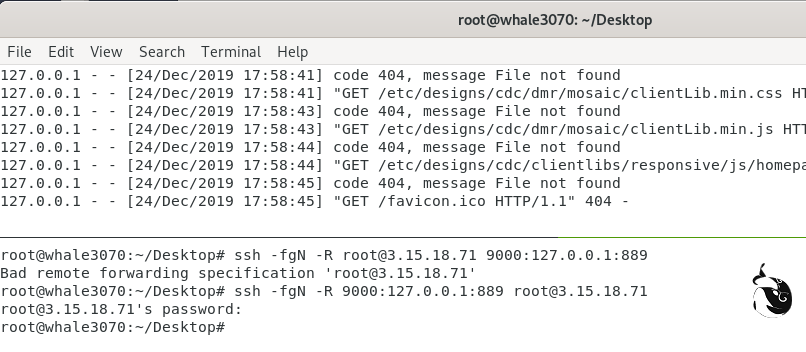 root@whale3070: ~/Desktop
File Edit View Search Terminal Help
127.0.0.1 - - [24/Dec/2019 17:58:41] code 404, message File not found
127.0.0.1 - - [24/Dec/2019 17:58:41] "GET /etc/designs/cdc/dmr/mosaic/clientLib.min.css HT
127.0.0.1 - - [24/Dec/2019 17:58:43] code 404, message File not found
127.0.0.1 - - [24/Dec/2019 17:58:43] "GET /etc/designs/cdc/dmr/mosaic/clientLib.min.js HTT
127.0.0.1 - - [24/Dec/2019 17:58:44] code 404, message File not found
127.0.0.1 - - [24/Dec/2019 17:58:44] "GET /etc/designs/cdc/clientlibs/responsive/js/homepa
127.0.0.1 - - [24/Dec/2019 17:58:45] code 404, message File not found
127.0.0.1 - - [24/Dec/2019 17:58:45] "GET /favicon.ico HTTP/1.1" 404 -
root@whale3070:~/Desktop# ssh -fgN -R root@3.15.18.71 9000:127.0.0.1:889
Bad remote forwarding specification 'root@3.15.18.71'
root@whale3070:~/Desktop# ssh -fgN -R 9000:127.0.0.1:889 root@3.15.18.71
root@3.15.18.71's password:
root@whale3070:~/Desktop#